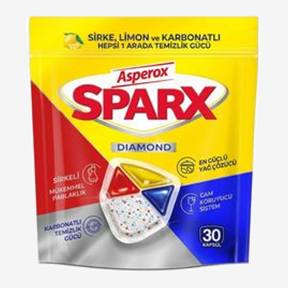 SİRKE, LİMON ve KARBONATLI
HEPSİ 1 ARADA TEMİZLİK GÜCÜ
Asperox
SPARX
DIAMOND
SİRKELİ
MÜKEMMEL
PARLAKLIK
EN GÜÇLÜ
YAĞ ÇÖZÜCÜ
CAM
KORUYUCU
SİSTEM
KARBONATLI
TEMİZLİK
GÜCÜ
30
KAPSÜL